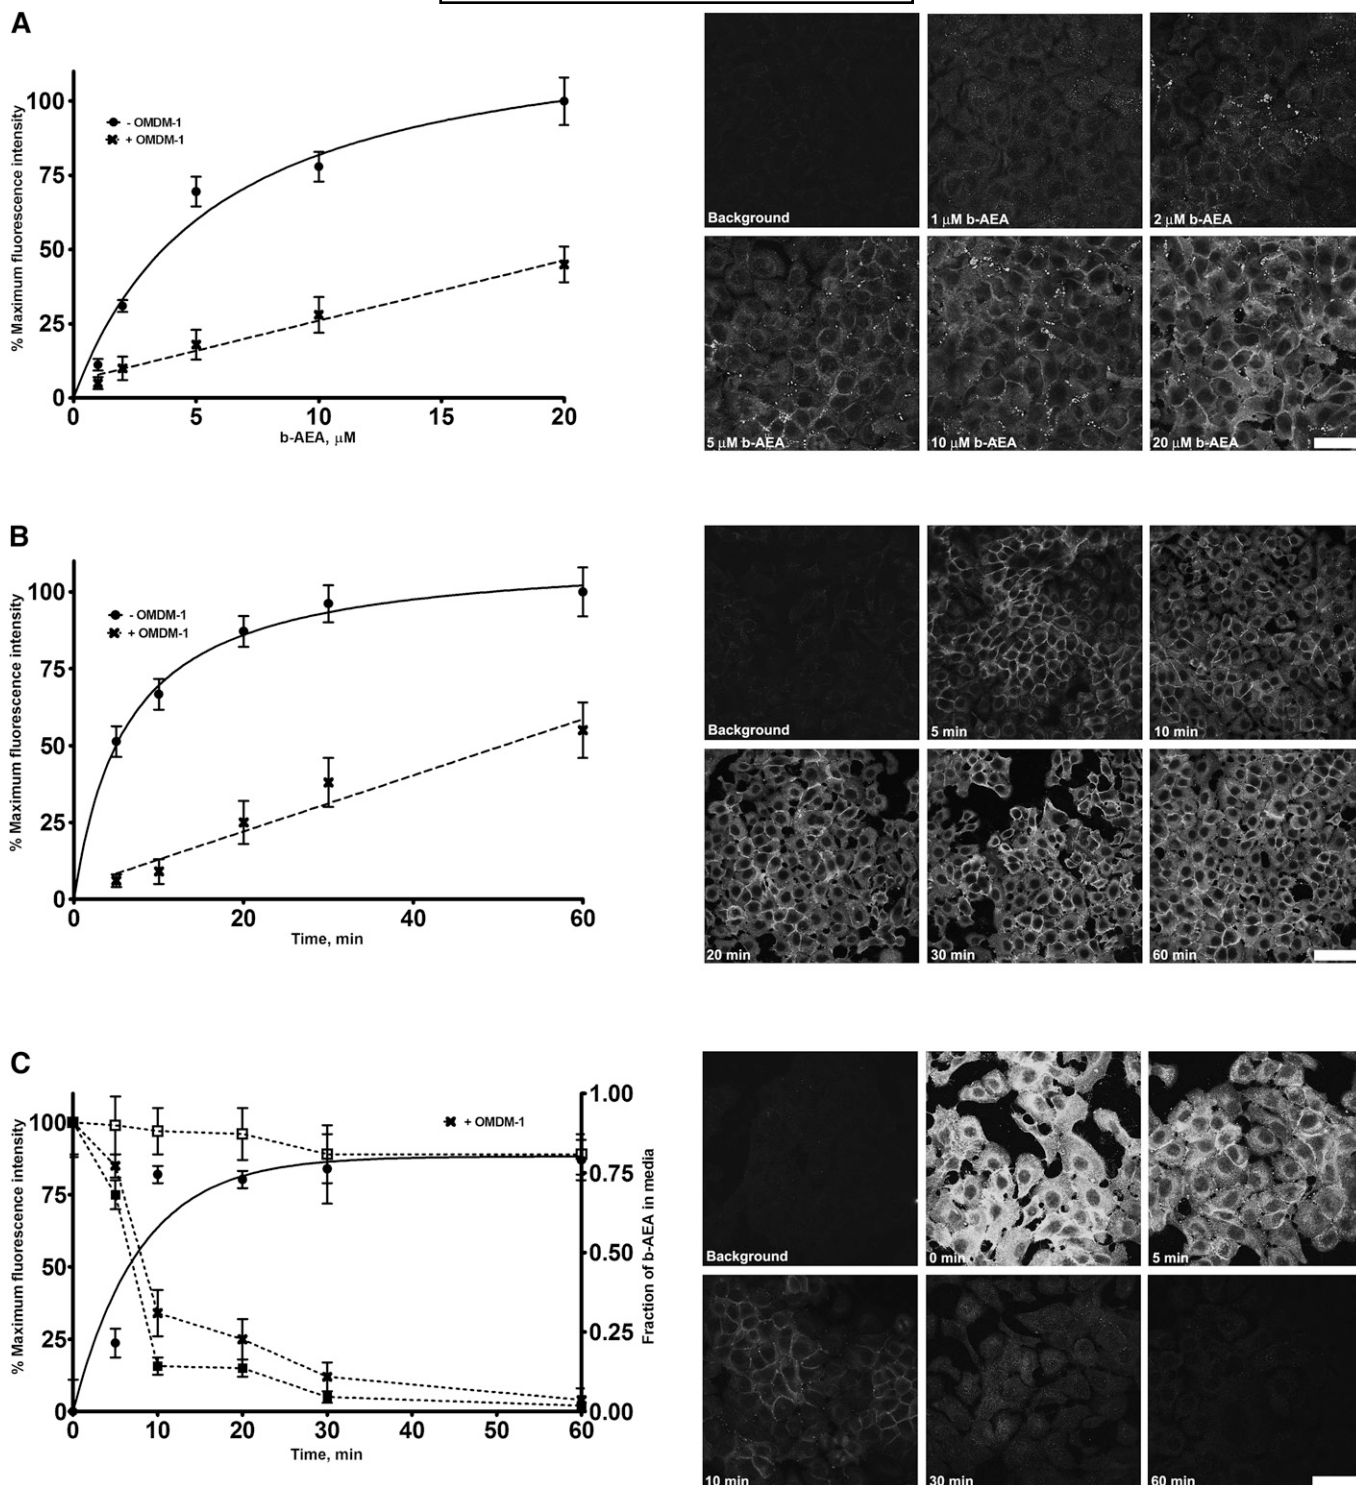 A
% Maximum fluorescence intensity
100
75
50
25
0
- OMDM-1
+ OMDM-1
0 5 10 15 20
b-AEA, μM
Background
1 μM b-AEA
2 μM b-AEA
5 μM b-AEA
10 μM b-AEA
20 μM b-AEA
B
% Maximum fluorescence intensity
100
75
50
25
0
- OMDM-1
+ OMDM-1
0 20 40 60
Time, min
Background
5 min
10 min
20 min
30 min
60 min
C
% Maximum fluorescence intensity
100
75
50
25
0
+ OMDM-1
1.00
0.75
0.50
0.25
0.00
Fraction of b-AEA in media
0 10 20 30 40 50 60
Time, min
Background
0 min
5 min
10 min
30 min
60 min